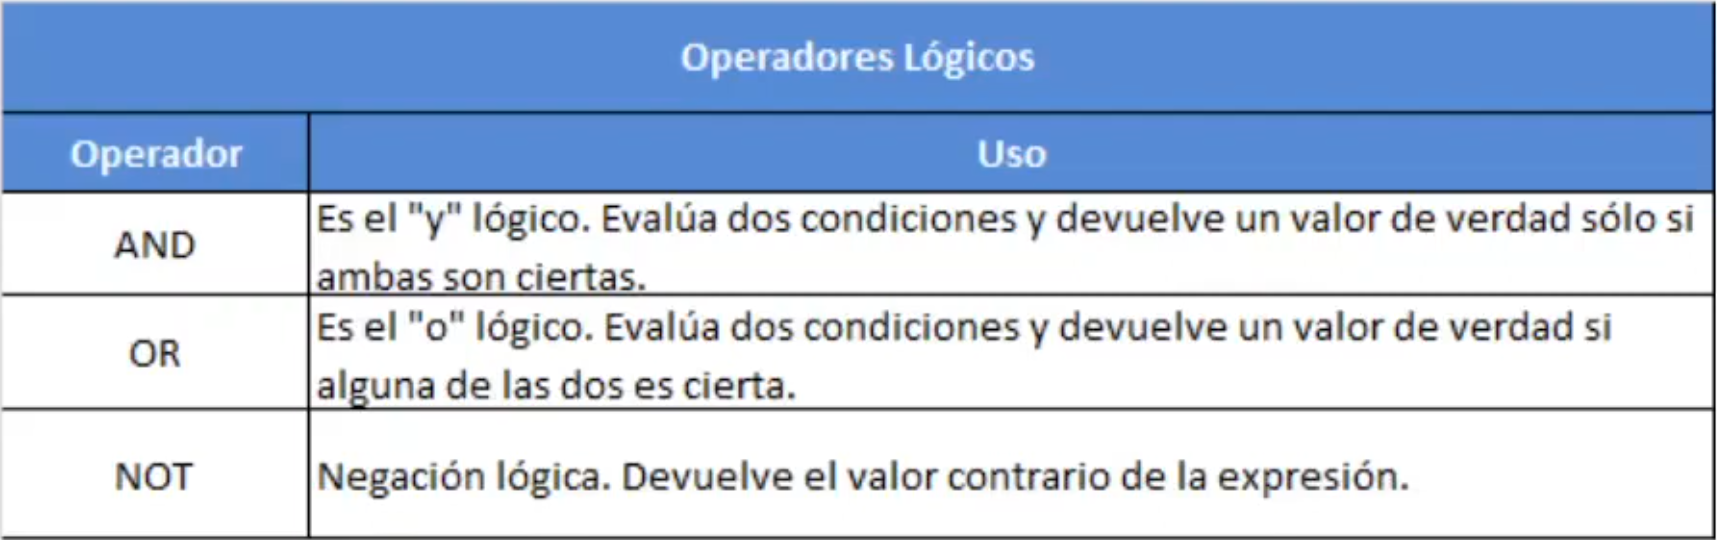 Operadores Lógicos
Operador
Uso
AND
Es el "y" lógico. Evalúa dos condiciones y devuelve un valor de verdad sólo si
ambas son ciertas.
OR
Es el "o" lógico. Evalúa dos condiciones y devuelve un valor de verdad si
alguna de las dos es cierta.
NOT
Negación lógica. Devuelve el valor contrario de la expresión.